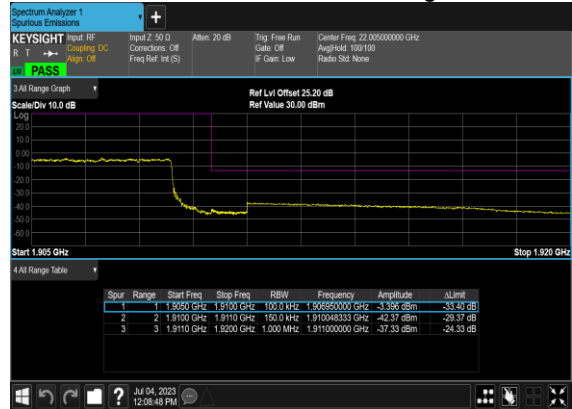 Spectrum Analyzer 1
Spurious Emissions
+
KEYSIGHT Input: RF Input Z: 50 Ω Atten: 20 dB Trig: Free Run Center Freq: 22.005000000 GHz
R T Coupling: DC Corrections: Off Gate: Off Avg|Hold: 100/100
Align: Off Freq Ref: Int (S) IF Gain: Low Radio Std: None
PASS
3 All Range Graph
Ref Lvl Offset 25.20 dB
Scale/Div 10.0 dB Ref Value 30.00 dBm
Log
20.0
10.0
0.00
-10.0
-20.0
-30.0
-40.0
-50.0
-60.0
Start 1.905 GHz Stop 1.920 GHz
4 All Range Table
Spur Range Start Freq Stop Freq RBW Frequency Amplitude ΔLimit
1 1 1.9050 GHz 1.9100 GHz 100.0 kHz 1.906950000 GHz -3.396 dBm -33.40 dB
2 2 1.9100 GHz 1.9110 GHz 150.0 kHz 1.910048333 GHz -42.37 dBm -29.37 dB
3 3 1.9110 GHz 1.9200 GHz 1.000 MHz 1.911000000 GHz -37.33 dBm -24.33 dB
? Jul 04, 2023
12:08:48 PM